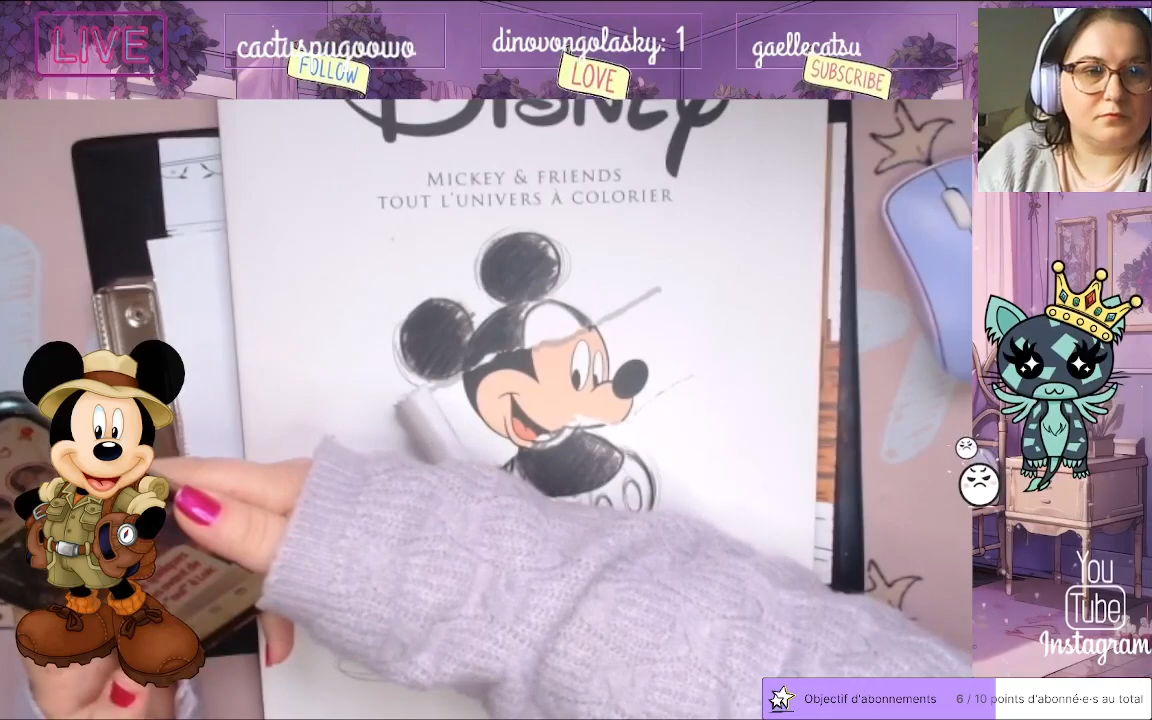 LIVE
cactuspugoowo
FOLLOW
dinovongolasky: 1
LOVE
gaellecatsu
SUBSCRIBE
DISNEY
MICKEY & FRIENDS
TOUT L'UNIVERS À COLORIER
You
Tube
Instagram
Objectif d'abonnements 6 / 10 points d'abonné·e·s au total